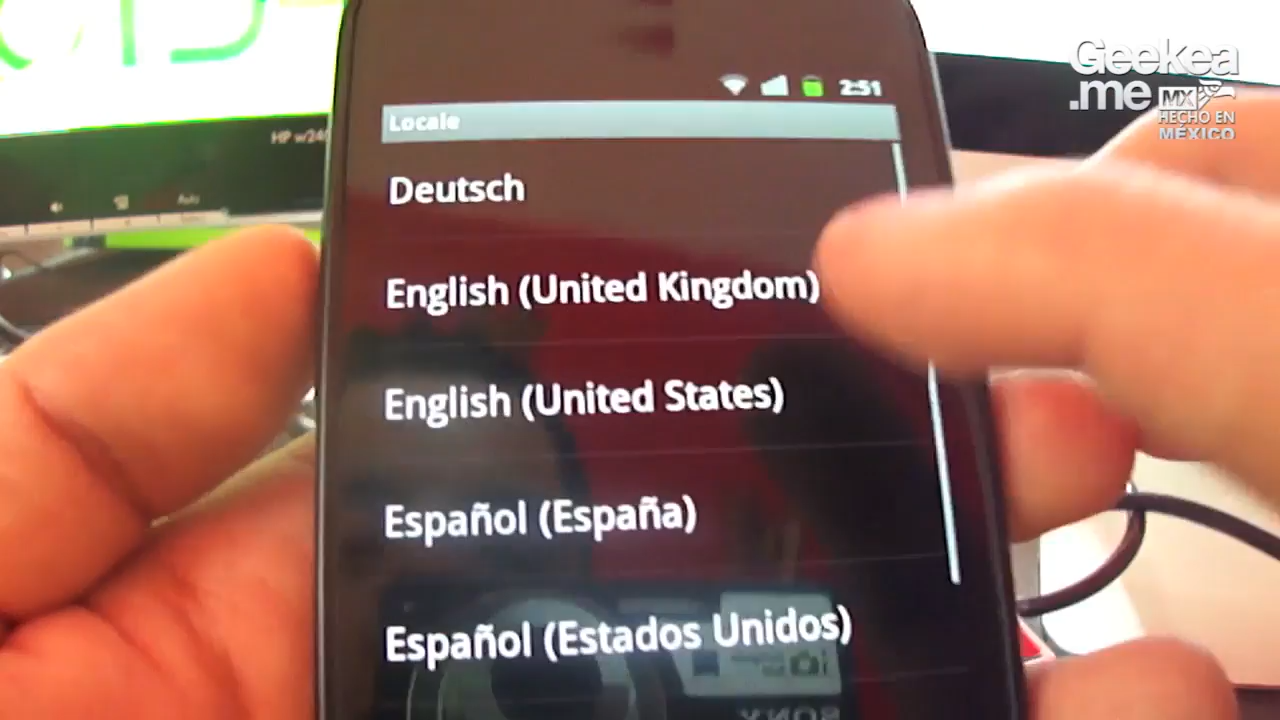 Geekea
.me MX
HECHO EN
MÉXICO
2:51
HP
Locale
Auto
Deutsch
English (United Kingdom)
English (United States)
Español (España)
Español (Estados Unidos)
SONY